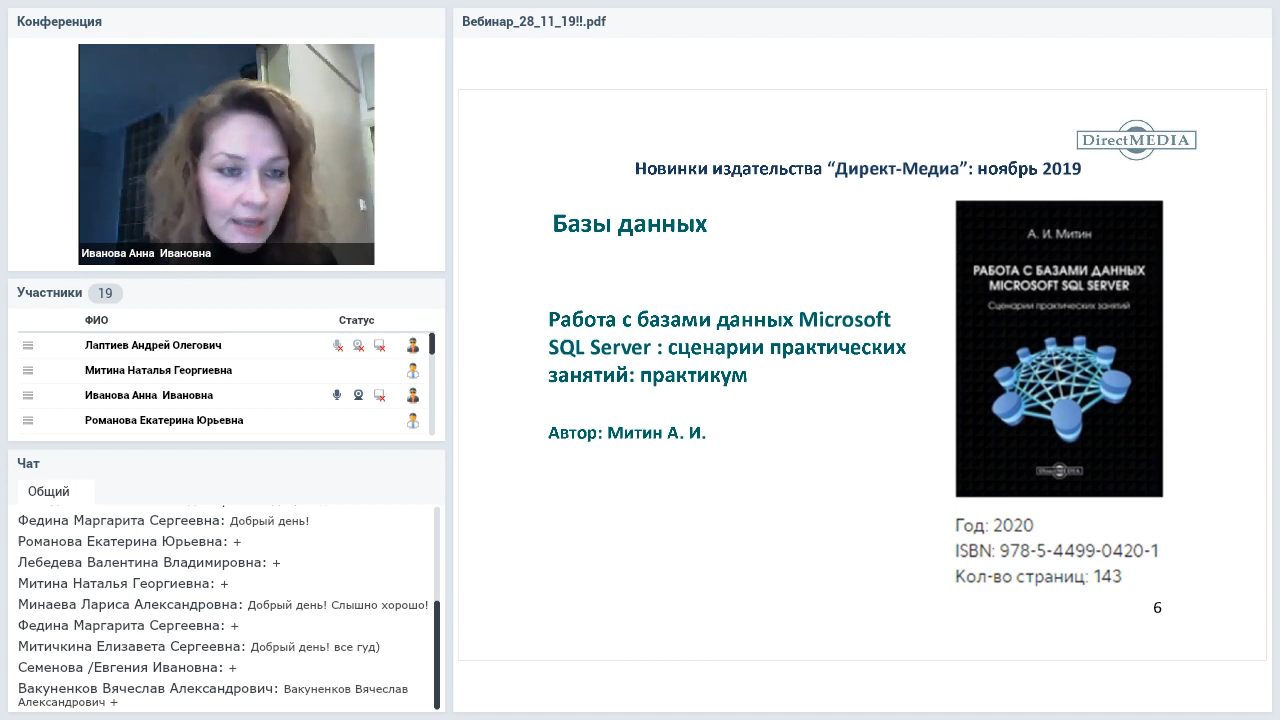 Конференция
Иванова Анна  Ивановна
Участники 19
ФИО Статус
Лаптиев Андрей Олегович
Митина Наталья Георгиевна
Иванова Анна  Ивановна
Романова Екатерина Юрьевна
Чат
Общий
Федина Маргарита Сергеевна: Добрый день!
Романова Екатерина Юрьевна: +
Лебедева Валентина Владимировна: +
Митина Наталья Георгиевна: +
Минаева Лариса Александровна: Добрый день! Слышно хорошо!
Федина Маргарита Сергеевна: +
Митичкина Елизавета Сергеевна: Добрый день! все гуд)
Семенова /Евгения Ивановна: +
Вакуненков Вячеслав Александрович: Вакуненков Вячеслав
Александрович +
Вебинар_28_11_19!!.pdf
DirectMEDIA
Новинки издательства “Директ-Медиа”: ноябрь 2019
Базы данных
Работа с базами данных Microsoft
SQL Server : сценарии практических
занятий: практикум
Автор: Митин А. И.
А. И. Митин
РАБОТА С БАЗАМИ ДАННЫХ
MICROSOFT SQL SERVER
Сценарии практических занятий
DirectMEDIA
Год: 2020
ISBN: 978-5-4499-0420-1
Кол-во страниц: 143
6